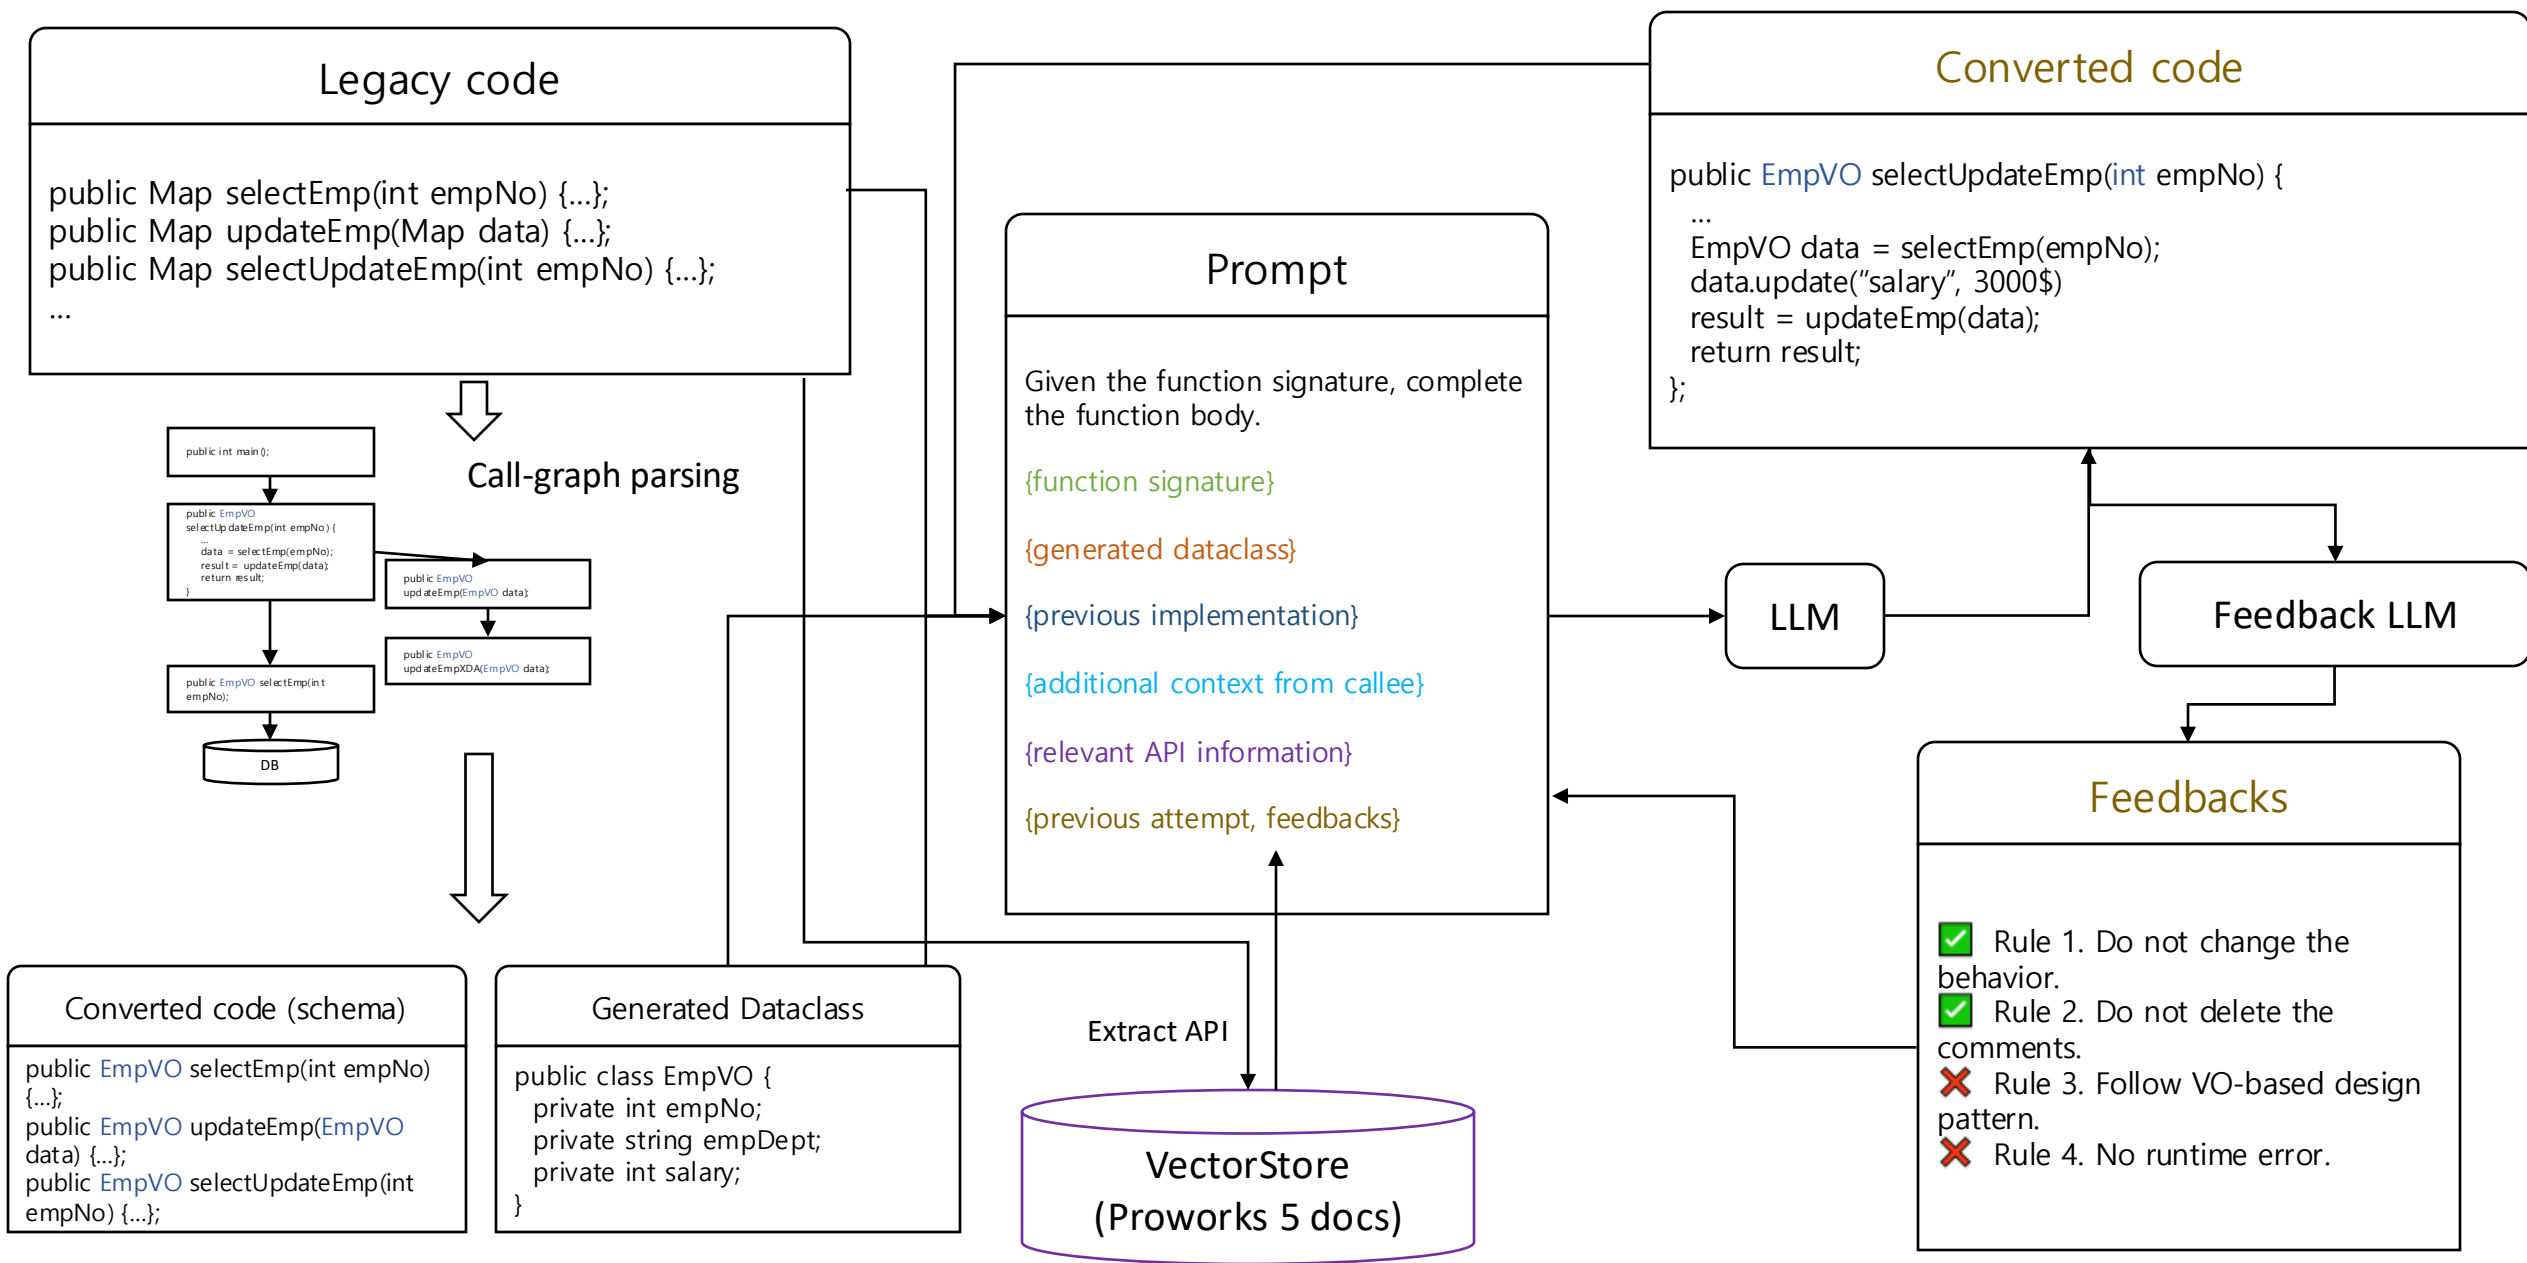 Legacy code
public Map selectEmp(int empNo) {...};
public Map updateEmp(Map data) {...};
public Map selectUpdateEmp(int empNo) {...};
...
Call-graph parsing
public int main ();
public EmpVO
selectUpdateEmp(int empNo) {
...
data = selectEmp(empNo);
result = updateEmp(data);
return result;
}
public EmpVO
updateEmp(EmpVO data);
public EmpVO
updateEmpXDA(EmpVO data);
public EmpVO selectEmp(int
empNo);
DB
Converted code (schema)
public EmpVO selectEmp(int empNo)
{...};
public EmpVO updateEmp(EmpVO
data) {...};
public EmpVO selectUpdateEmp(int
empNo) {...};
Generated Dataclass
public class EmpVO {
private int empNo;
private string empDept;
private int salary;
}
Prompt
Given the function signature, complete
the function body.
{function signature}
{generated dataclass}
{previous implementation}
{additional context from callee}
{relevant API information}
{previous attempt, feedbacks}
Extract API
VectorStore
(Proworks 5 docs)
LLM
Converted code
public EmpVO selectUpdateEmp(int empNo) {
...
EmpVO data = selectEmp(empNo);
data.update("salary", 3000$)
result = updateEmp(data);
return result;
};
Feedback LLM
Feedbacks
✅ Rule 1. Do not change the
behavior.
✅ Rule 2. Do not delete the
comments.
❌ Rule 3. Follow VO-based design
pattern.
❌ Rule 4. No runtime error.